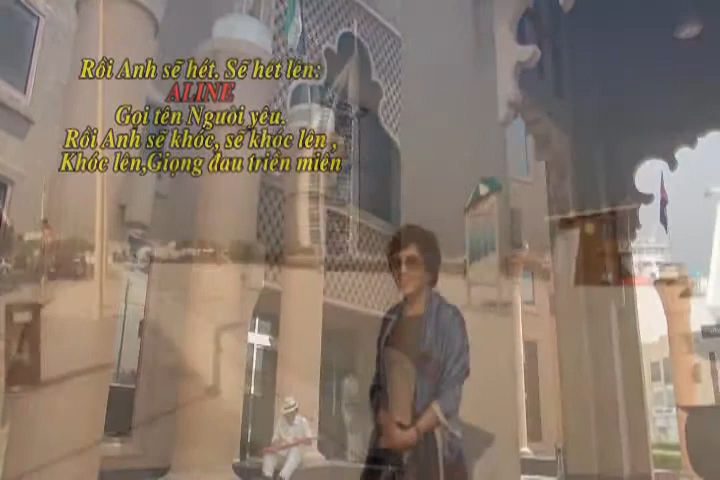 Rồi Anh sẽ hét. Sẽ hét lên:
ALINE
Gọi tên Người yêu.
Rồi Anh sẽ khóc, sẽ khóc lên ,
Khóc lên,Giọng đau triền miên